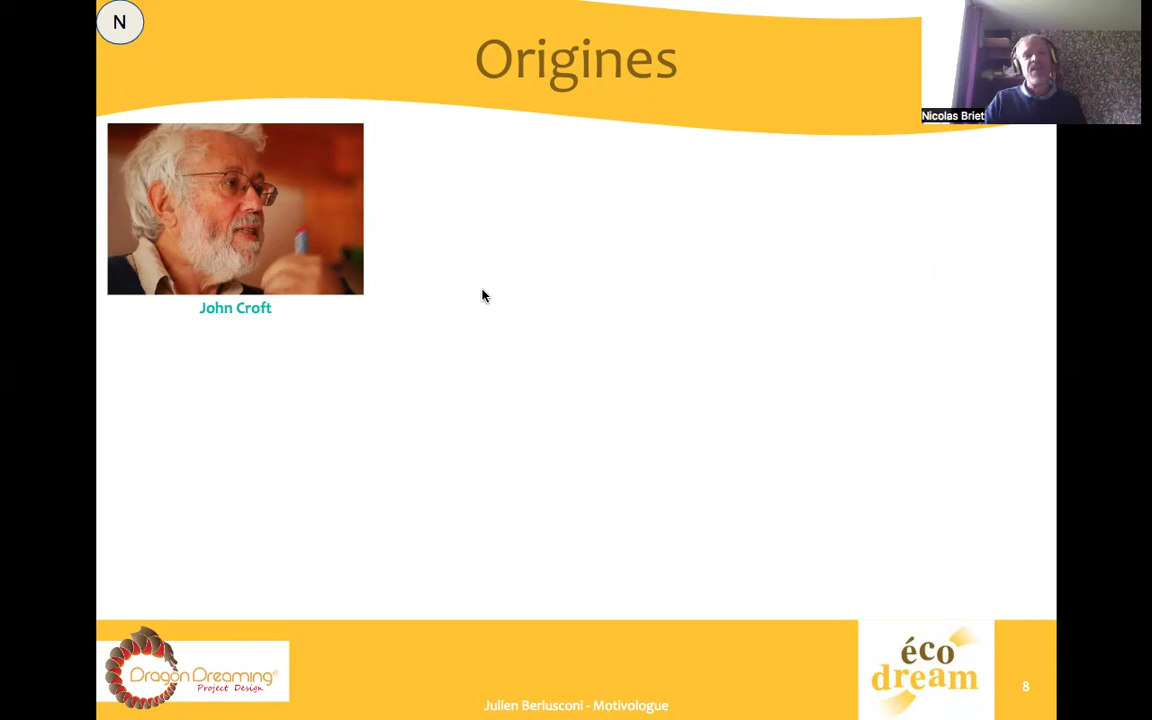 N
Origines
Nicolas Briet
John Croft
Dragon Dreaming®
Project Design
éco
dream
8
Julien Berlusconi - Motivologue